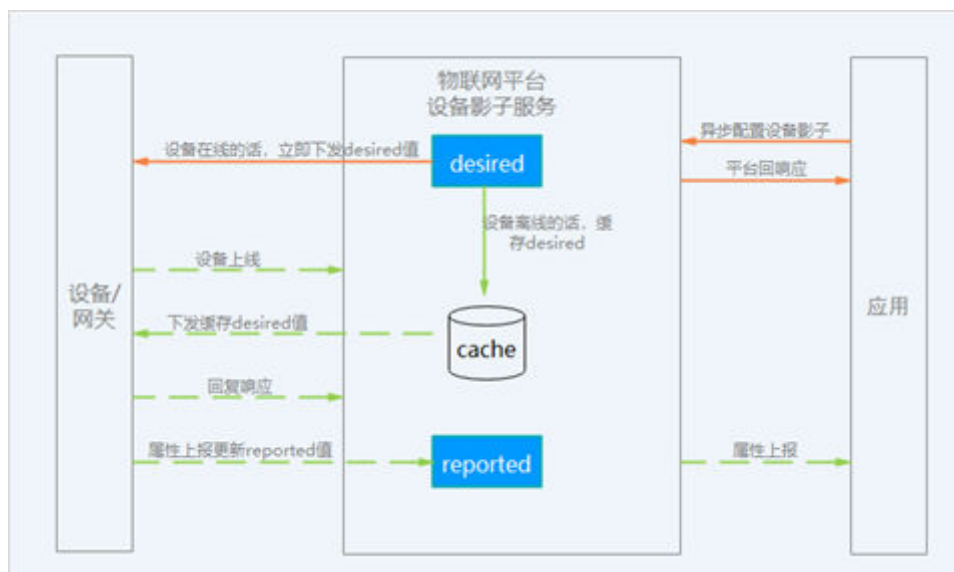 物联网平台
设备影子服务
异步配置设备影子
设备在线的话，立即下发desired值
desired
平台回响应
设备离线的话，缓
存desired
设备上线
设备/
网关
应用
下发缓存desired值
cache
回复响应
属性上报更新reported值
reported
属性上报